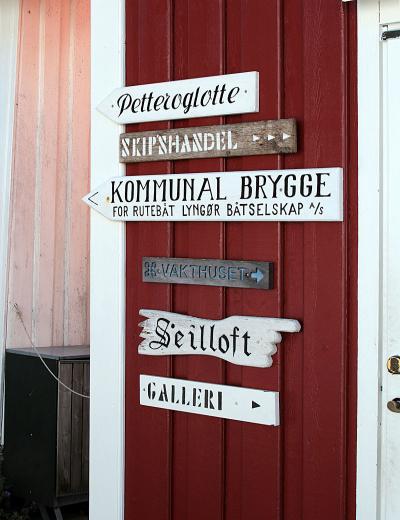 Petteroglotte
SKIPSHANDEL
KOMMUNAL BRYGGE
FOR RUTEBÅT LYNGØR BÅTSELSKAP A/S
⌘ VAKTHUSET
Seilloft
GALLERI